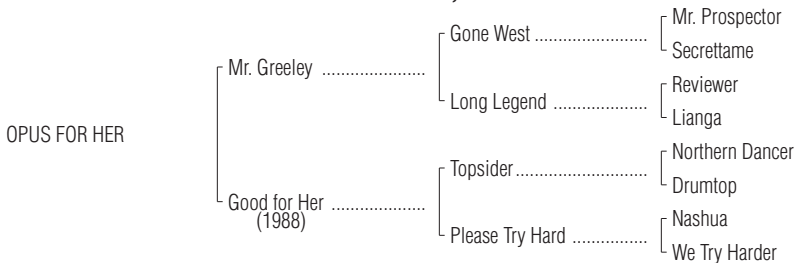 Mr. Prospector
Gone West ........................
Secrettame
Mr. Greeley ......................
Reviewer
Long Legend ....................
Lianga
OPUS FOR HER
Northern Dancer
Topsider............................
Drumtop
Good for Her ....................
(1988)
Nashua
Please Try Hard ................
We Try Harder